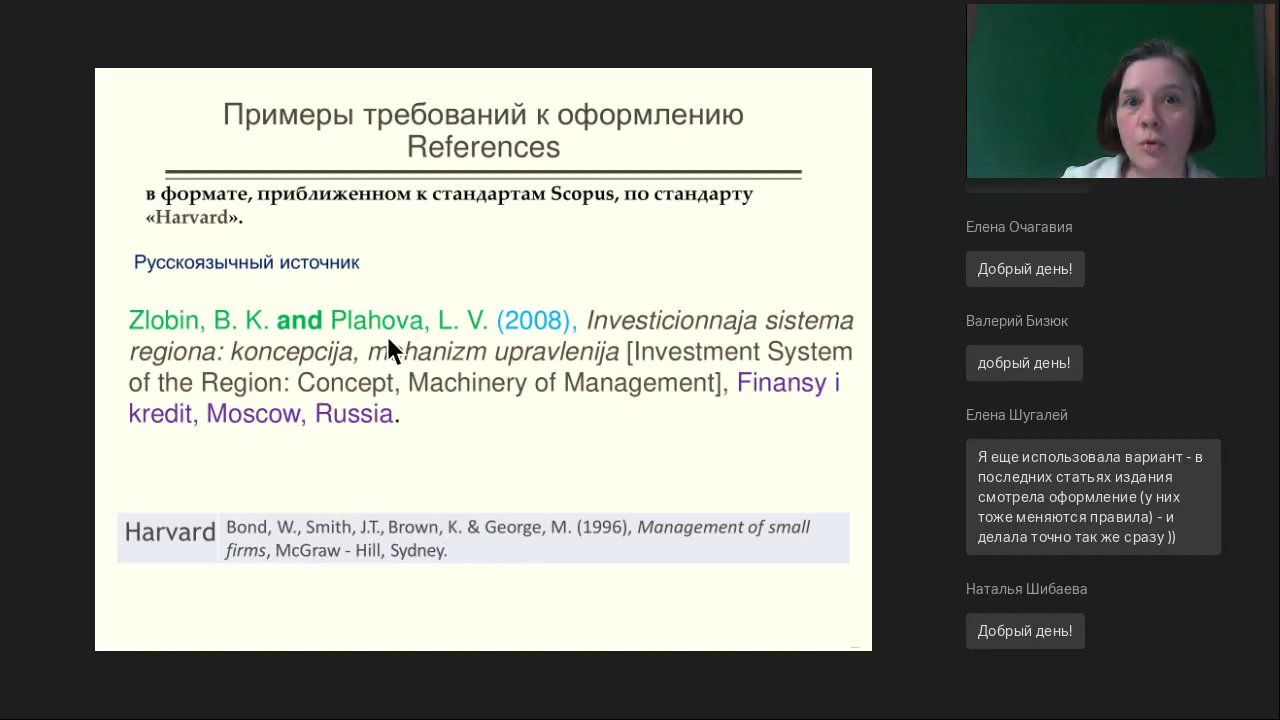 Примеры требований к оформлению
References
в формате, приближенном к стандартам Scopus, по стандарту
«Harvard».
Русскоязычный источник
Zlobin, B. K. and Plahova, L. V. (2008), Investicionnaja sistema
regiona: koncepcija, mehanizm upravlenija [Investment System
of the Region: Concept, Machinery of Management], Finansy i
kredit, Moscow, Russia.
Harvard
Bond, W., Smith, J.T., Brown, K. & George, M. (1996), Management of small
firms, McGraw - Hill, Sydney.
Елена Очагавия
Добрый день!
Валерий Бизюк
добрый день!
Елена Шугалей
Я еще использовала вариант - в
последних статьях издания
смотрела оформление (у них
тоже меняются правила) - и
делала точно так же сразу ))
Наталья Шибаева
Добрый день!